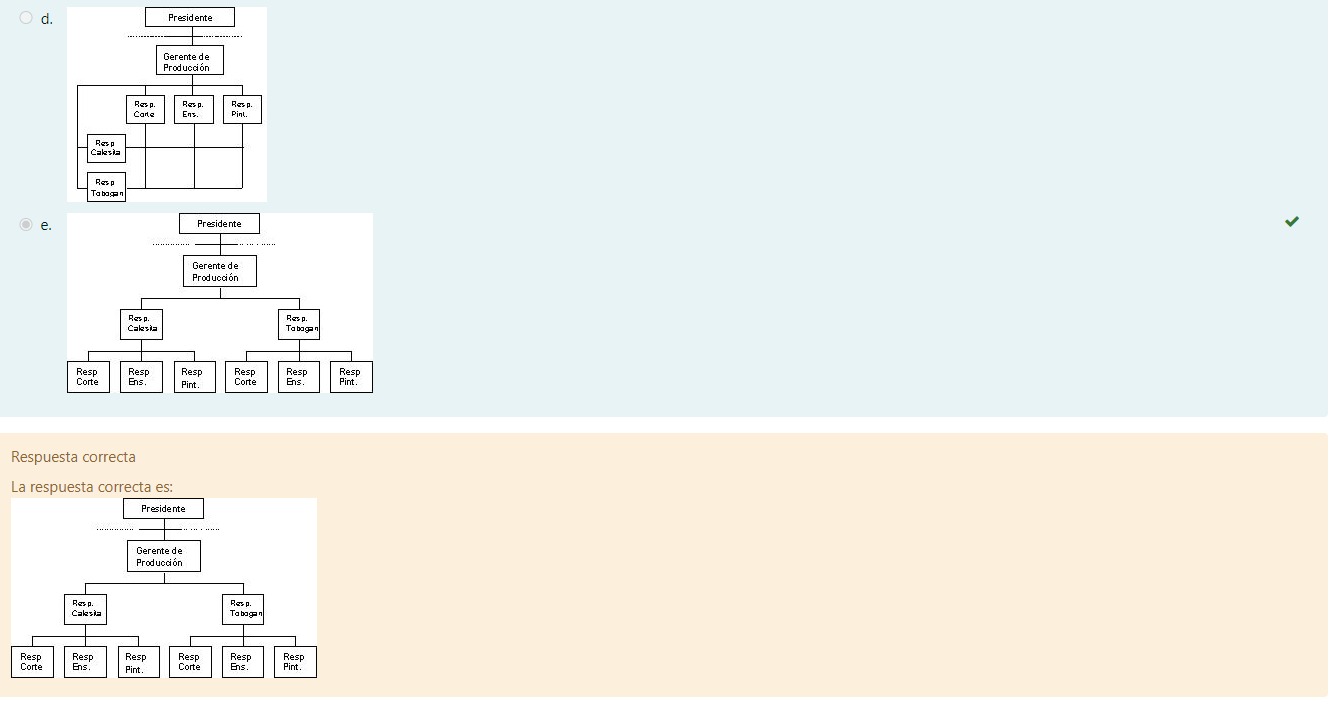 d.
Presidente
Gerente de
Producción
Resp. Resp. Resp.
Corte Ens. Pint.
Resp
Calesita
Resp
Tobogan
e.
Presidente
Gerente de
Producción
Resp. Resp.
Calesita Tobogan
Resp Resp Resp Resp Resp Resp
Corte Ens. Pint. Corte Ens. Pint.
Respuesta correcta
La respuesta correcta es:
Presidente
Gerente de
Producción
Resp. Resp.
Calesita Tobogan
Resp Resp Resp Resp Resp Resp
Corte Ens. Pint. Corte Ens. Pint.